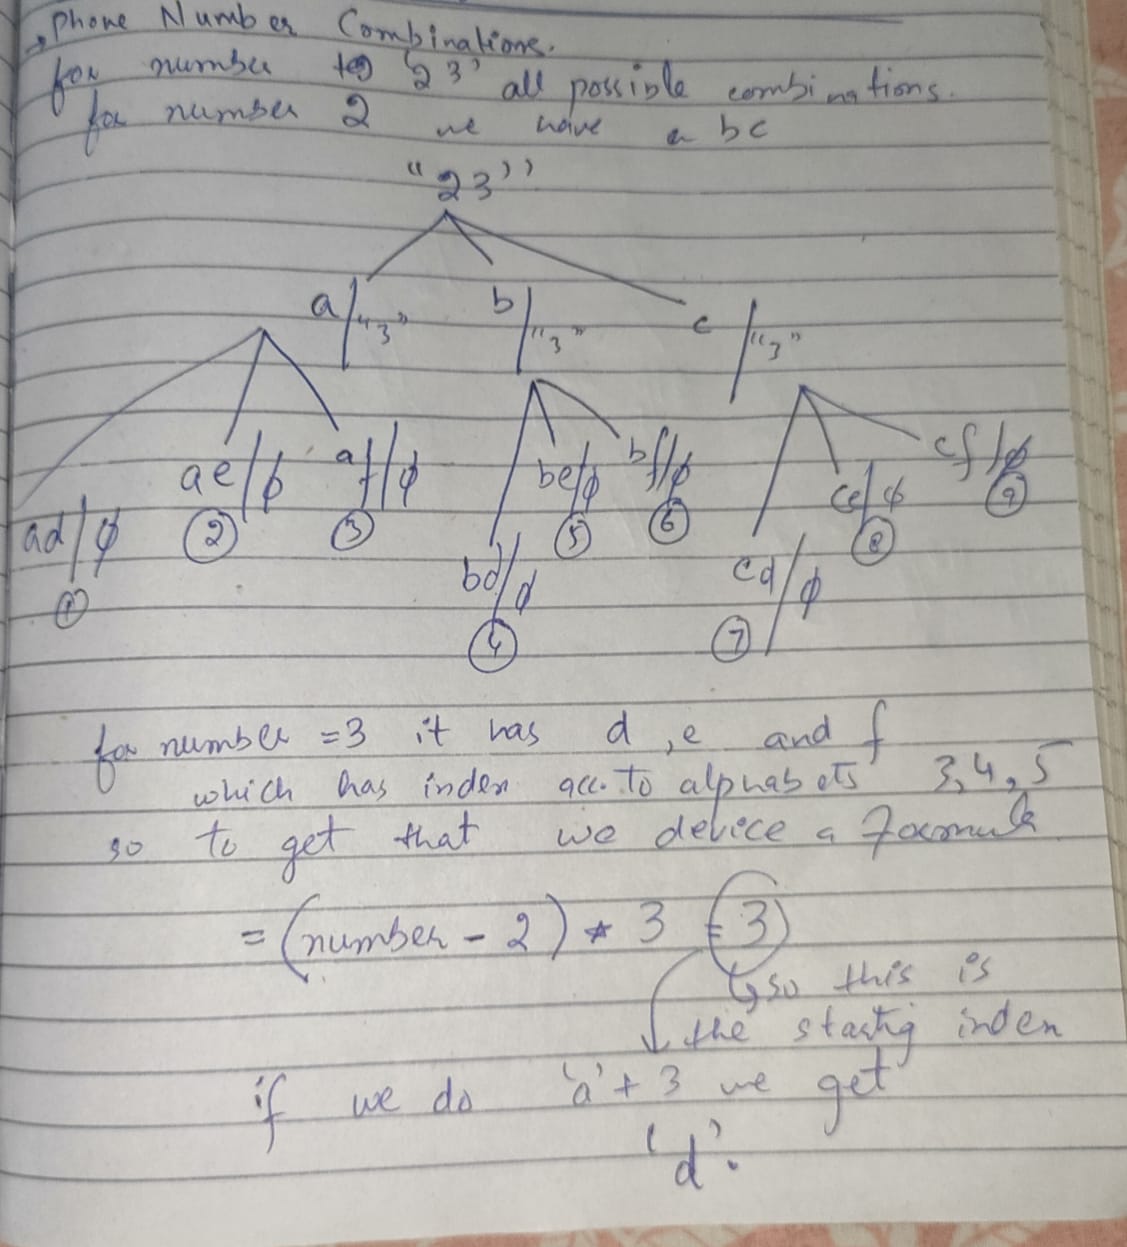 → Phone Number Combinations.
for number to '23' all possible combinations.
for number 2 we have a bc
"23"
a/"3" b/"3" c/"3"
ad/φ ae/φ af/φ bd/φ be/φ bf/φ cd/φ ce/φ cf/φ
① ② ③ ④ ⑤ ⑥ ⑦ ⑧ ⑨
for number =3 it has d, e and f
which has index acc. to alphabets 3,4,5
so to get that we device a formula
= (number - 2) * 3 = 3
↳ so this is
the starting index
if we do 'a' + 3 we get
'd'.